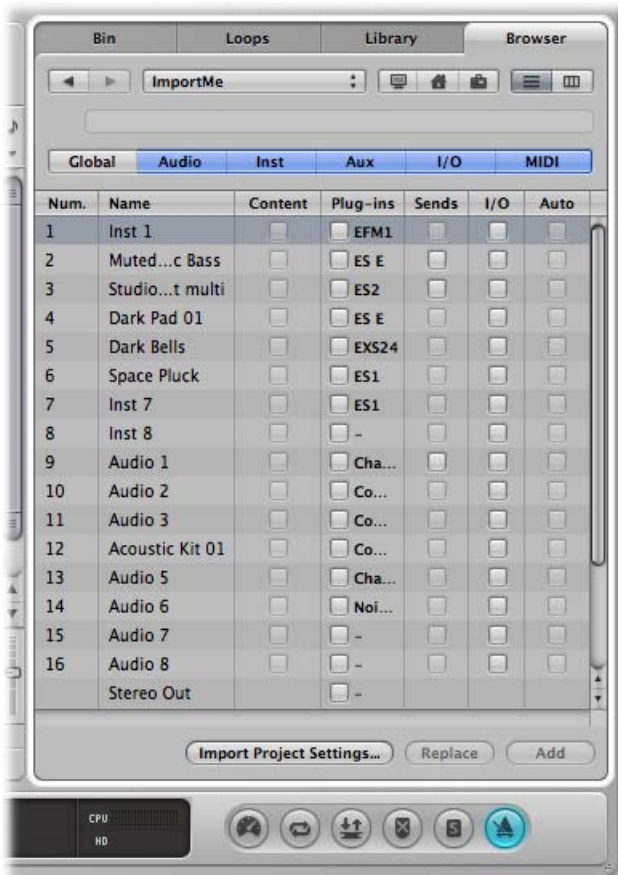 Bin Loops Library Browser
ImportMe
Global Audio Inst Aux I/O MIDI
Num. Name Content Plug-ins Sends I/O Auto
1 Inst 1 EFM1
2 Muted...c Bass ES E
3 Studio...t multi ES2
4 Dark Pad 01 ES E
5 Dark Bells EXS24
6 Space Pluck ES1
7 Inst 7 ES1
8 Inst 8 -
9 Audio 1 Cha...
10 Audio 2 Co...
11 Audio 3 Co...
12 Acoustic Kit 01 Co...
13 Audio 5 Cha...
14 Audio 6 Noi...
15 Audio 7 -
16 Audio 8 -
Stereo Out -
Import Project Settings... Replace Add
CPU
HD
S